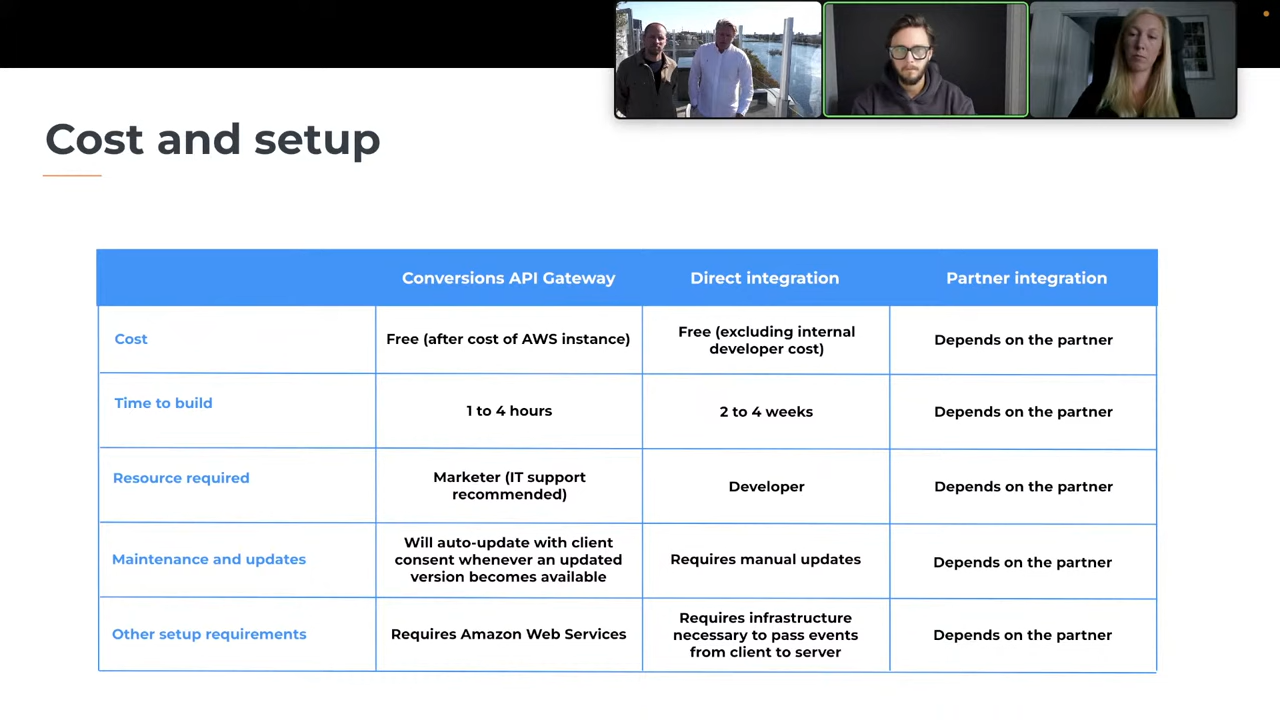 Cost and setup
Conversions API Gateway
Direct integration
Partner integration
Cost
Free (after cost of AWS instance)
Free (excluding internal
developer cost)
Depends on the partner
Time to build
1 to 4 hours
2 to 4 weeks
Depends on the partner
Resource required
Marketer (IT support
recommended)
Developer
Depends on the partner
Maintenance and updates
Will auto-update with client
consent whenever an updated
version becomes available
Requires manual updates
Depends on the partner
Other setup requirements
Requires Amazon Web Services
Requires infrastructure
necessary to pass events
from client to server
Depends on the partner